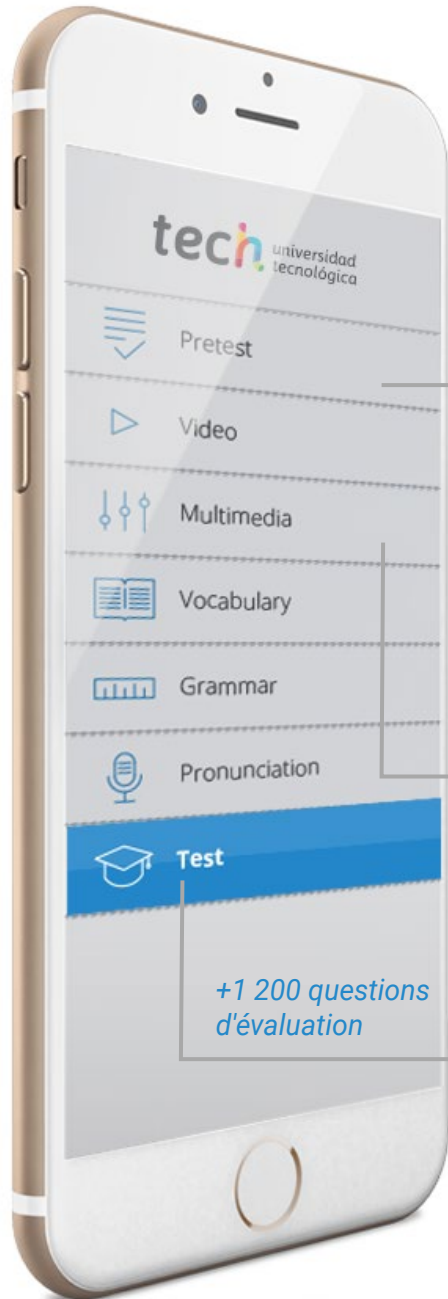 tech universidad
tecnológica
Pretest
Video
Multimedia
Vocabulary
Grammar
Pronunciation
Test
+1 200 questions
d'évaluation